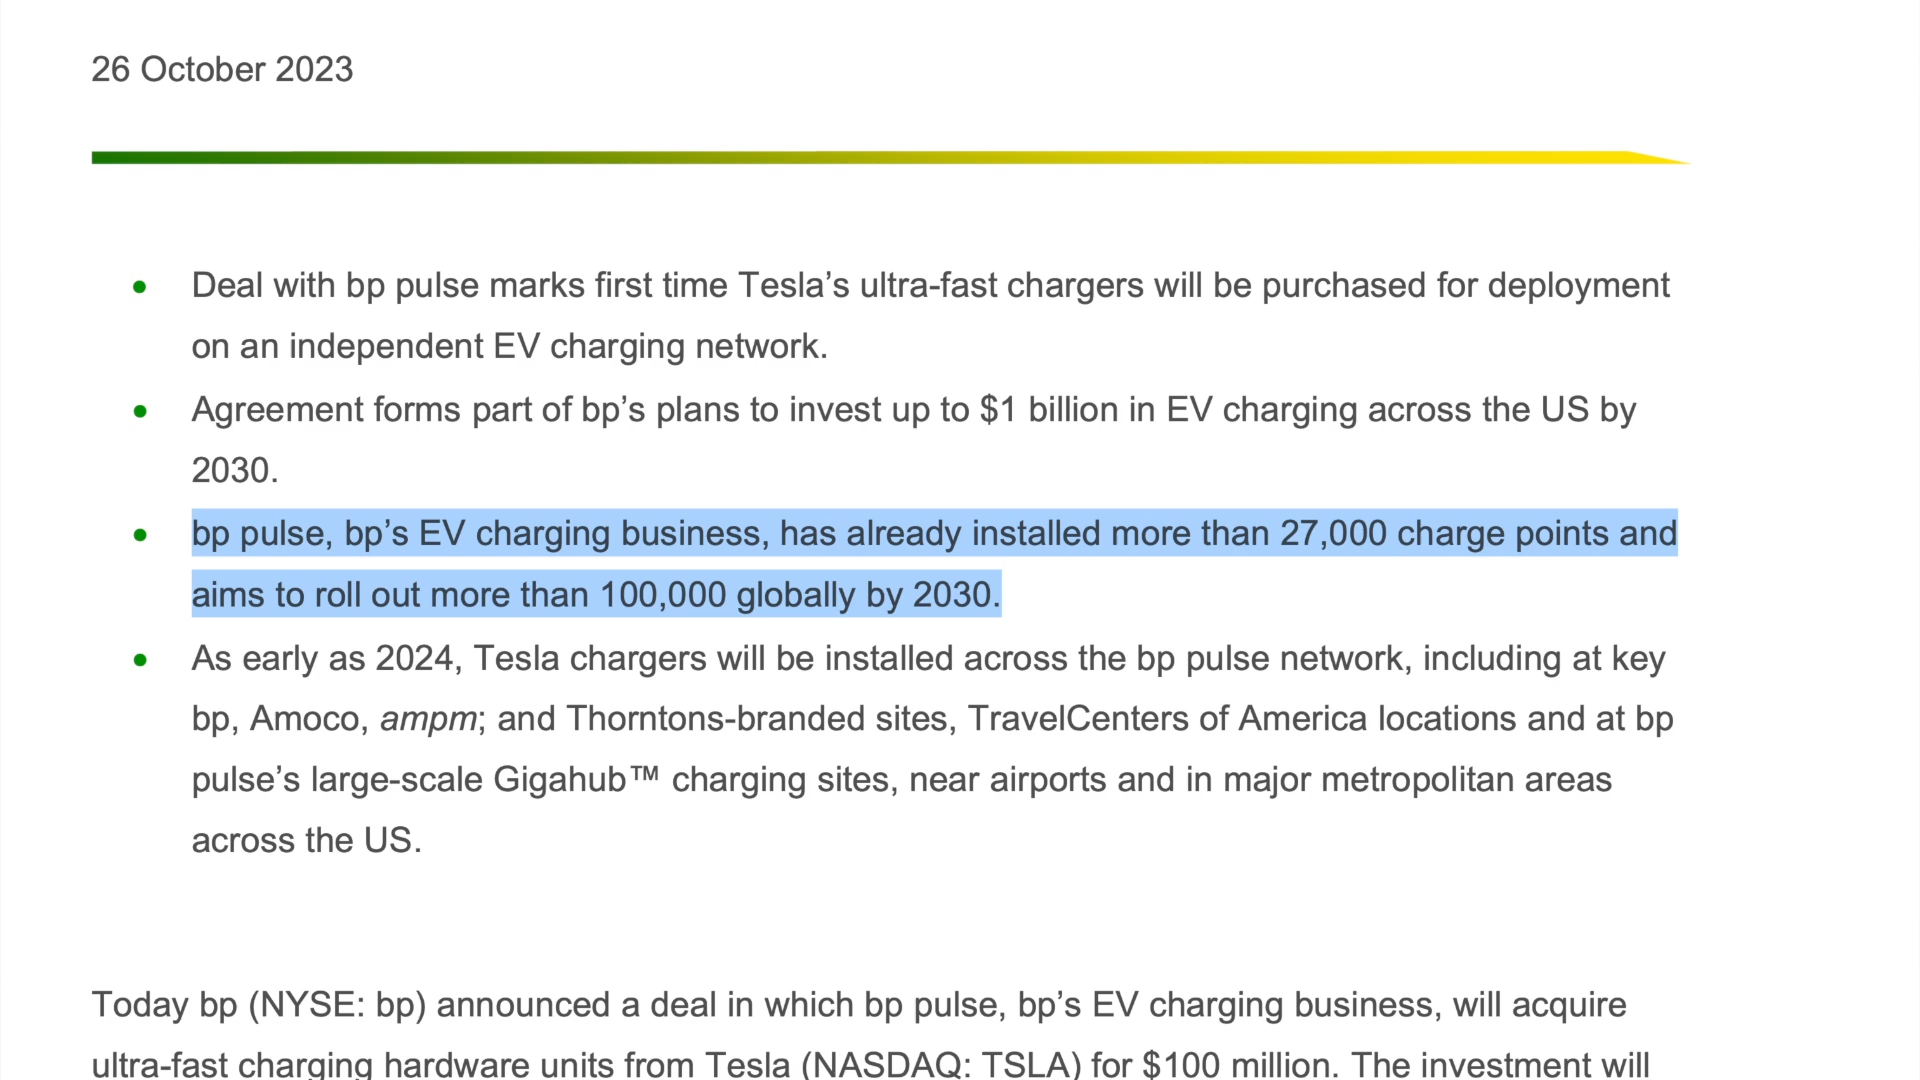 26 October 2023
Deal with bp pulse marks first time Tesla’s ultra-fast chargers will be purchased for deployment
on an independent EV charging network.
Agreement forms part of bp’s plans to invest up to $1 billion in EV charging across the US by
2030.
bp pulse, bp’s EV charging business, has already installed more than 27,000 charge points and
aims to roll out more than 100,000 globally by 2030.
As early as 2024, Tesla chargers will be installed across the bp pulse network, including at key
bp, Amoco, ampm; and Thorntons-branded sites, TravelCenters of America locations and at bp
pulse’s large-scale Gigahub™ charging sites, near airports and in major metropolitan areas
across the US.
Today bp (NYSE: bp) announced a deal in which bp pulse, bp’s EV charging business, will acquire
ultra-fast charging hardware units from Tesla (NASDAQ: TSLA) for $100 million. The investment will